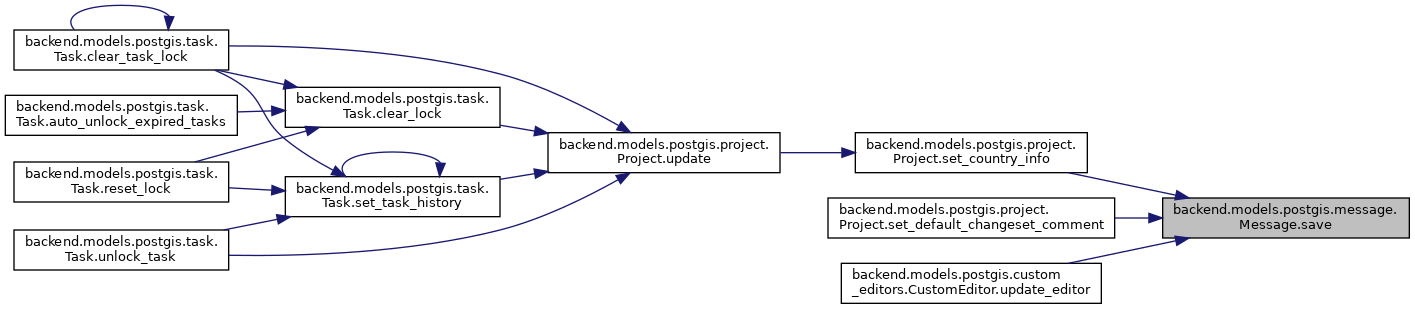 backend.models.postgis.task.
Task.clear_task_lock
backend.models.postgis.task.
Task.auto_unlock_expired_tasks
backend.models.postgis.task.
Task.reset_lock
backend.models.postgis.task.
Task.unlock_task
backend.models.postgis.task.
Task.clear_lock
backend.models.postgis.task.
Task.set_task_history
backend.models.postgis.project.
Project.update
backend.models.postgis.project.
Project.set_country_info
backend.models.postgis.project.
Project.set_default_changeset_comment
backend.models.postgis.custom
_editors.CustomEditor.update_editor
backend.models.postgis.message.
Message.save